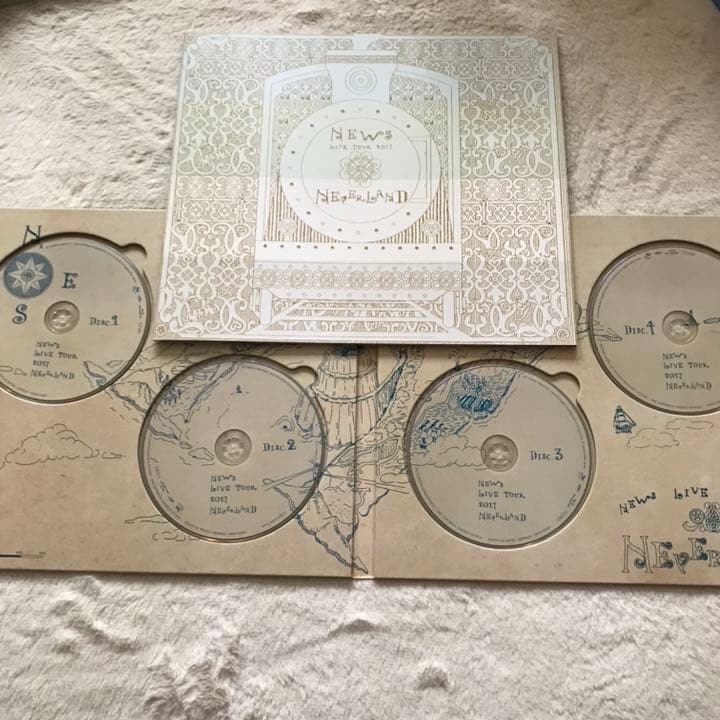 NEWS
LIVE TOUR 2017
NEVERLAND
N
E
S
DISC.1
NEWS
LIVE TOUR
2017
NEVERLAND
DISC.2
NEWS
LIVE TOUR
2017
NEVERLAND
DISC.3
NEWS
LIVE TOUR
2017
NEVERLAND
DISC.4
NEWS
LIVE TOUR
2017
NEVERLAND
NEWS LIVE
NEVER